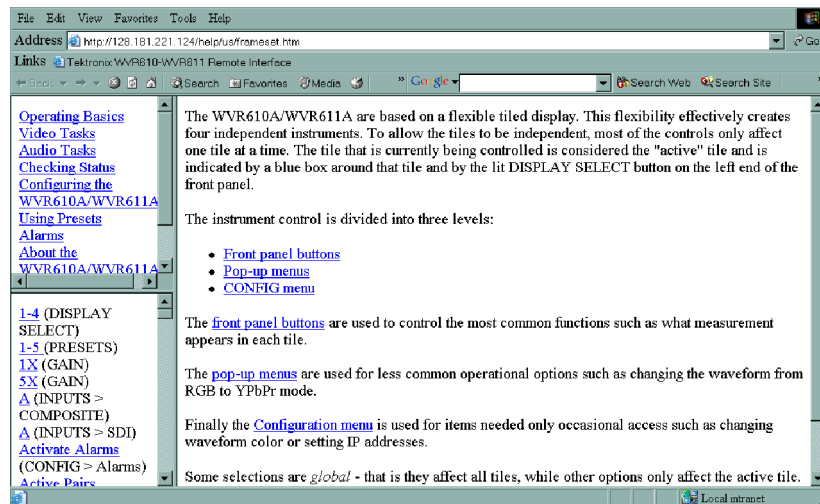 File Edit View Favorites Tools Help
Address http://128.181.221.124/help/us/frameset.htm Go
Links Tektronix WVR610-WVR611 Remote Interface
Back Search Favorites Media » Google Search Web Search Site
Operating Basics
Video Tasks
Audio Tasks
Checking Status
Configuring the
WVR610A/WVR611A
Using Presets
Alarms
About the
WVR610A/WVR611A
1-4 (DISPLAY
SELECT)
1-5 (PRESETS)
1X (GAIN)
5X (GAIN)
A (INPUTS >
COMPOSITE)
A (INPUTS > SDI)
Activate Alarms
(CONFIG > Alarms)
Active Pairs
The WVR610A/WVR611A are based on a flexible tiled display. This flexibility effectively creates
four independent instruments. To allow the tiles to be independent, most of the controls only affect
one tile at a time. The tile that is currently being controlled is considered the "active" tile and is
indicated by a blue box around that tile and by the lit DISPLAY SELECT button on the left end of the
front panel.
The instrument control is divided into three levels:
• Front panel buttons
• Pop-up menus
• CONFIG menu
The front panel buttons are used to control the most common functions such as what measurement
appears in each tile.
The pop-up menus are used for less common operational options such as changing the waveform from
RGB to YPbPr mode.
Finally the Configuration menu is used for items needed only occasional access such as changing
waveform color or setting IP addresses.
Some selections are global - that is they affect all tiles, while other options only affect the active tile.
Local intranet